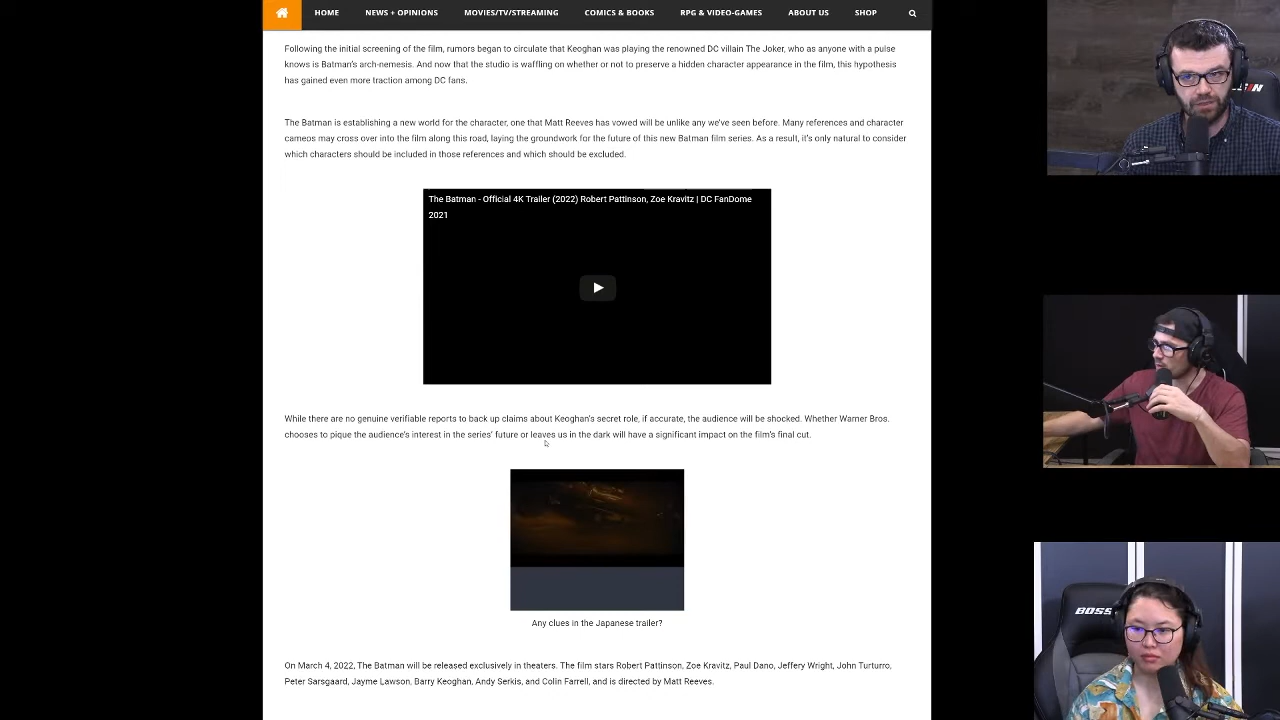 HOME NEWS + OPINIONS MOVIES/TV/STREAMING COMICS & BOOKS RPG & VIDEO-GAMES ABOUT US SHOP
Following the initial screening of the film, rumors began to circulate that Keoghan was playing the renowned DC villain The Joker, who as anyone with a pulse
knows is Batman's arch-nemesis. And now that the studio is waffling on whether or not to preserve a hidden character appearance in the film, this hypothesis
has gained even more traction among DC fans.
The Batman is establishing a new world for the character, one that Matt Reeves has vowed will be unlike any we've seen before. Many references and character
cameos may cross over into the film along this road, laying the groundwork for the future of this new Batman film series. As a result, it's only natural to consider
which characters should be included in those references and which should be excluded.
The Batman - Official 4K Trailer (2022) Robert Pattinson, Zoe Kravitz | DC FanDome
2021
While there are no genuine verifiable reports to back up claims about Keoghan's secret role, if accurate, the audience will be shocked. Whether Warner Bros.
chooses to pique the audience's interest in the series' future or leaves us in the dark will have a significant impact on the film's final cut.
Any clues in the Japanese trailer?
On March 4, 2022, The Batman will be released exclusively in theaters. The film stars Robert Pattinson, Zoe Kravitz, Paul Dano, Jeffery Wright, John Turturro,
Peter Sarsgaard, Jayme Lawson, Barry Keoghan, Andy Serkis, and Colin Farrell, and is directed by Matt Reeves.
BOSS